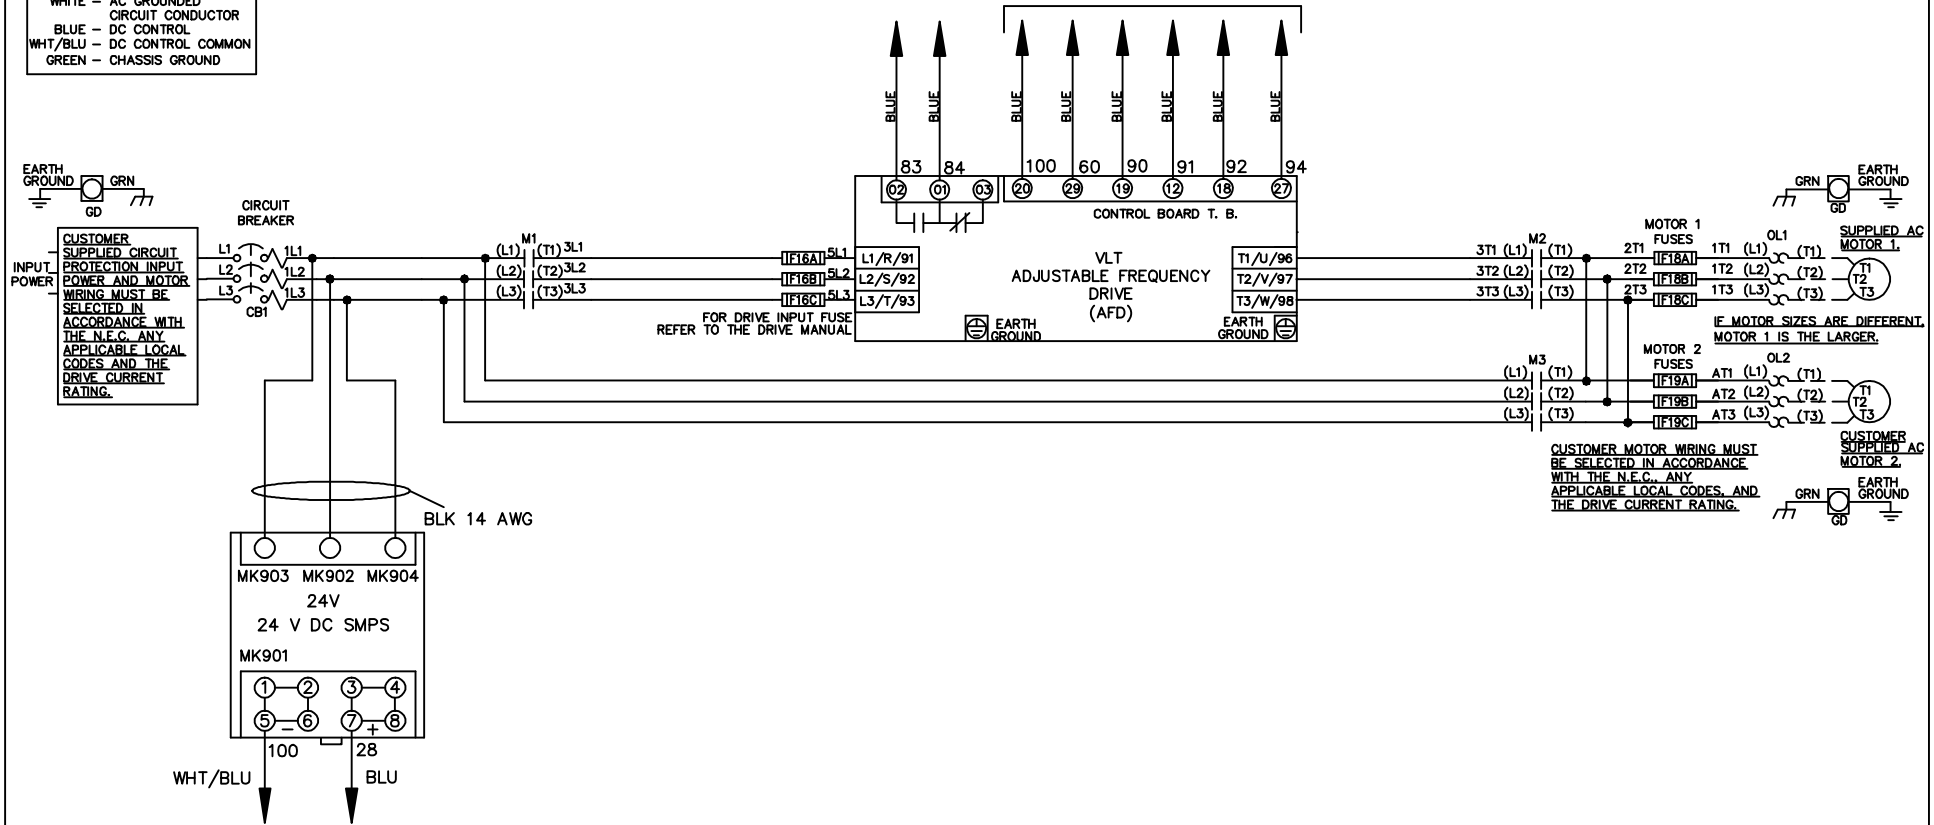 WHITE – AC GROUNDED
CIRCUIT CONDUCTOR
BLUE – DC CONTROL
WHT/BLU – DC CONTROL COMMON
GREEN – CHASSIS GROUND
BLUE
BLUE
BLUE
BLUE
BLUE
BLUE
BLUE
BLUE
83
84
100
60
90
91
92
94
02
01
03
20
29
19
12
18
27
CONTROL BOARD T. B.
EARTH
GROUND
GRN
GD
CIRCUIT
BREAKER
INPUT
POWER
CUSTOMER
SUPPLIED CIRCUIT
PROTECTION INPUT
POWER AND MOTOR
WIRING MUST BE
SELECTED IN
ACCORDANCE WITH
THE N.E.C. ANY
APPLICABLE LOCAL
CODES AND THE
DRIVE CURRENT
RATING.
L1
1L1
L2
1L2
L3
1L3
CB1
M1
(L1) (T1) 3L1
(L2) (T2) 3L2
(L3) (T3) 3L3
F16A 5L1
F16B 5L2
F16C 5L3
FOR DRIVE INPUT FUSE
REFER TO THE DRIVE MANUAL
L1/R/91
L2/S/92
L3/T/93
VLT
ADJUSTABLE FREQUENCY
DRIVE
(AFD)
T1/U/96
T2/V/97
T3/W/98
EARTH
GROUND
EARTH
GROUND
M2
3T1 (L1) (T1)
3T2 (L2) (T2)
3T3 (L3) (T3)
MOTOR 1
FUSES
2T1 F18A 1T1 (L1)
2T2 F18B 1T2 (L2)
2T3 F18C 1T3 (L3)
OL1
(T1)
(T2)
(T3)
T1
T2
T3
GRN
EARTH
GROUND
GD
SUPPLIED AC
MOTOR 1.
IF MOTOR SIZES ARE DIFFERENT,
MOTOR 1 IS THE LARGER.
M3
(L1) (T1)
(L2) (T2)
(L3) (T3)
MOTOR 2
FUSES
F19A AT1 (L1)
F19B AT2 (L2)
F19C AT3 (L3)
OL2
(T1)
(T2)
(T3)
T1
T2
T3
CUSTOMER
SUPPLIED AC
MOTOR 2.
CUSTOMER MOTOR WIRING MUST
BE SELECTED IN ACCORDANCE
WITH THE N.E.C., ANY
APPLICABLE LOCAL CODES, AND
THE DRIVE CURRENT RATING.
GRN
EARTH
GROUND
GD
BLK 14 AWG
MK903 MK902 MK904
24V
24 V DC SMPS
MK901
1 2 3 4
5 – 6 7 + 8
100
28
WHT/BLU
BLU